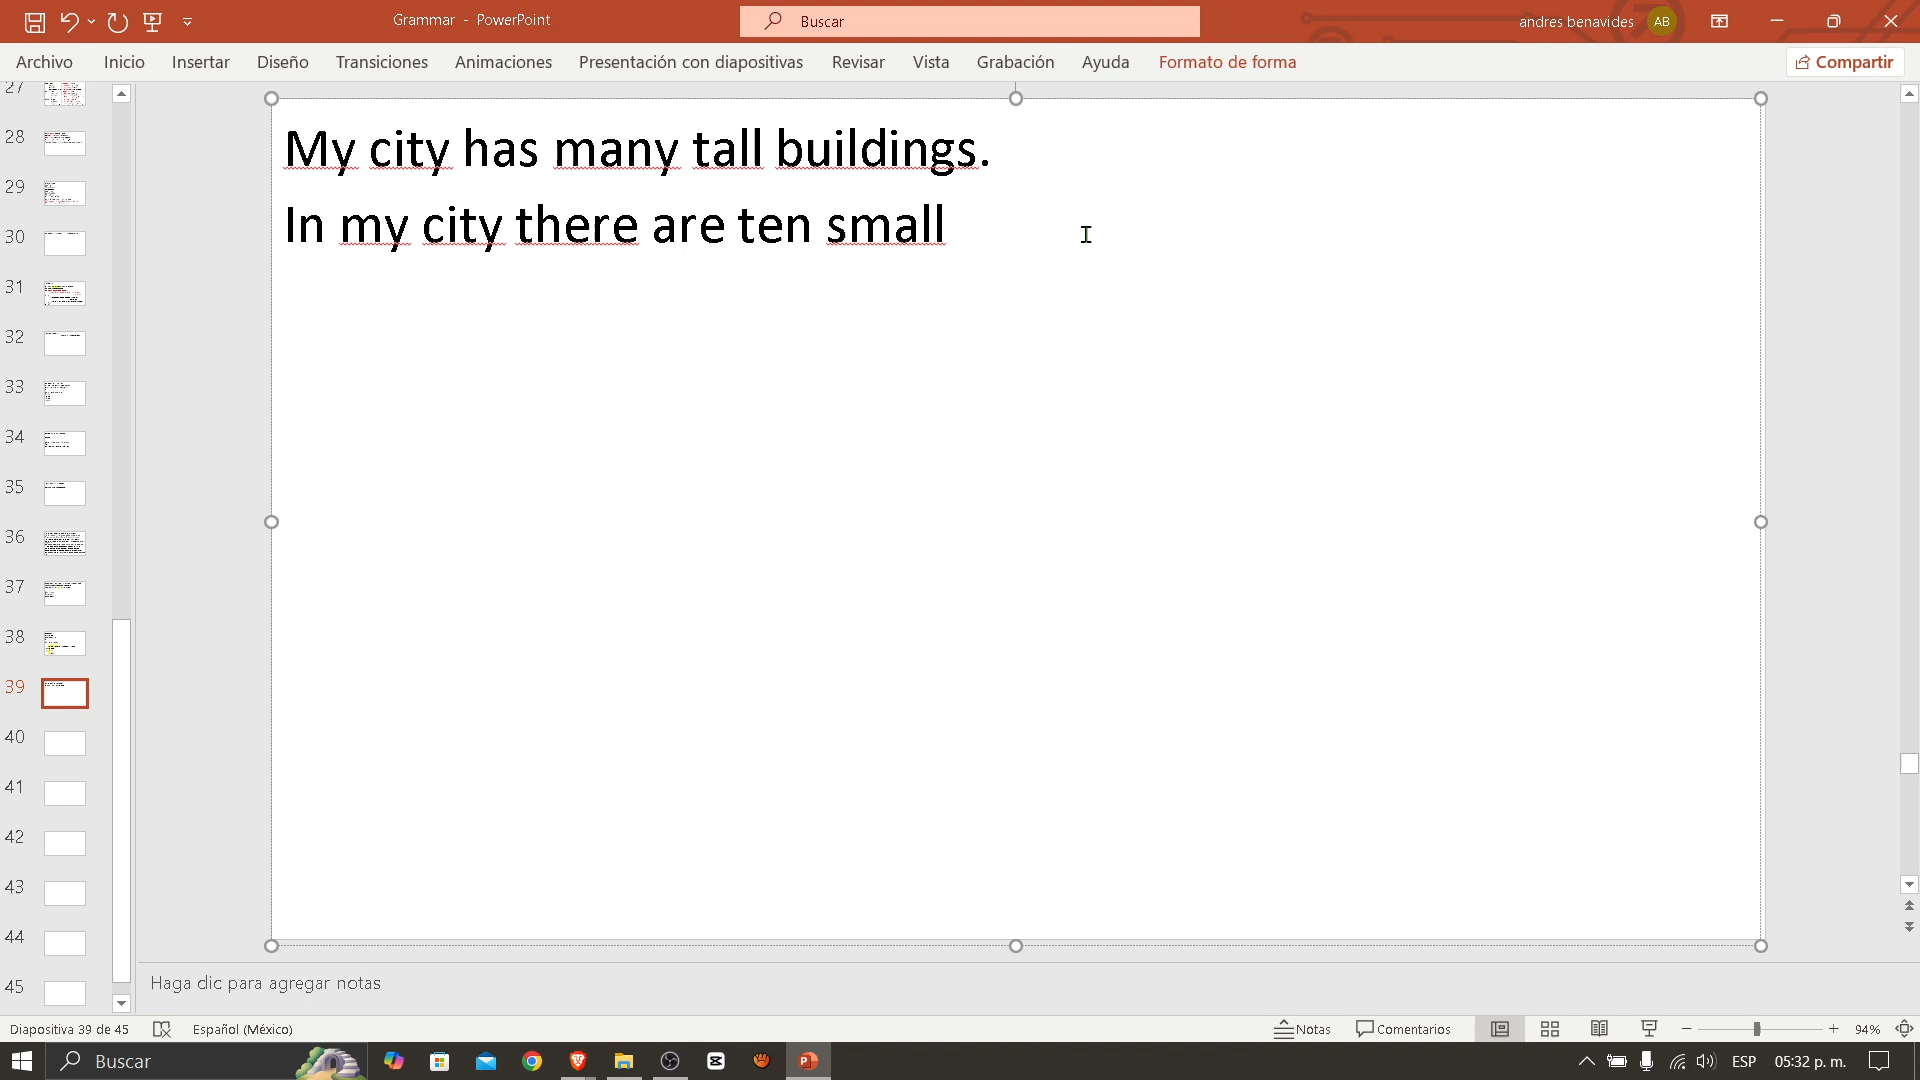 Grammar - PowerPoint
Buscar
andres benavides
AB
Archivo
Inicio
Insertar
Diseño
Transiciones
Animaciones
Presentación con diapositivas
Revisar
Vista
Grabación
Ayuda
Formato de forma
Compartir
27
28
29
30
31
32
33
34
35
36
37
38
39
40
41
42
43
44
45
My city has many tall buildings.
In my city there are ten small
Haga clic para agregar notas
Diapositiva 39 de 45
Español (México)
Notas
Comentarios
94%
Buscar
ESP
05:32 p. m.